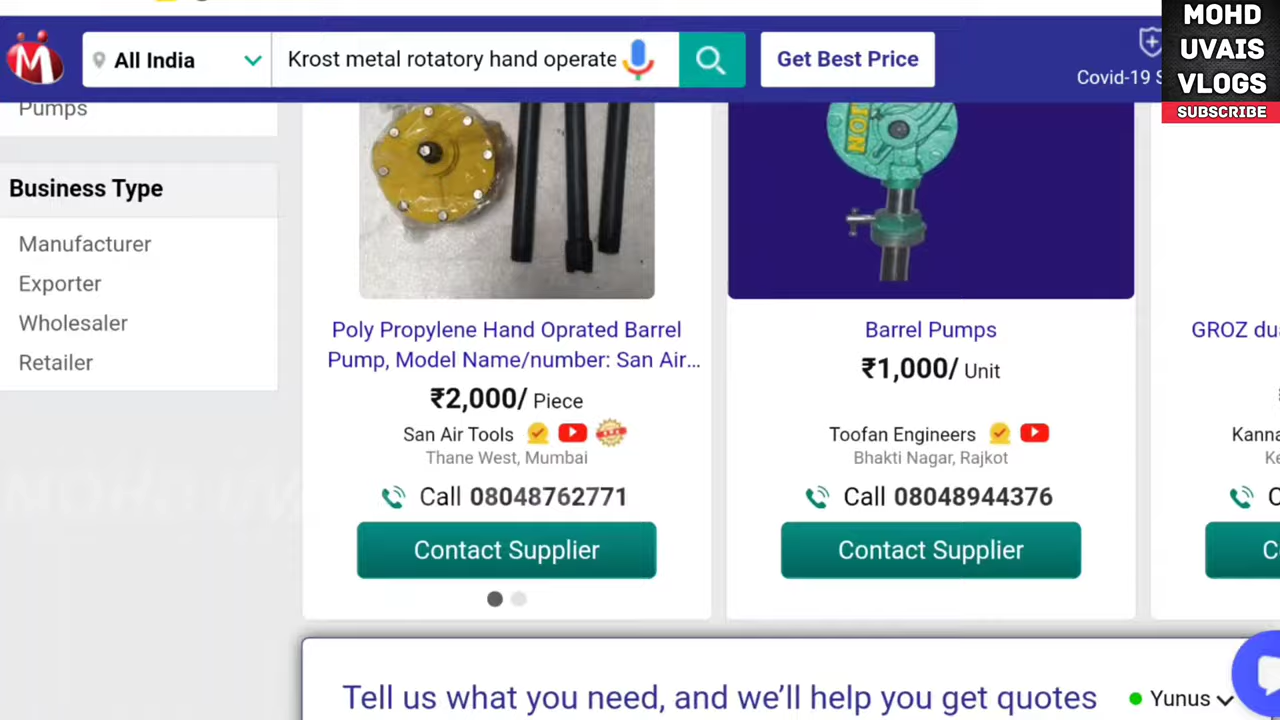 MOHD
UVAIS
VLOGS
SUBSCRIBE
All India
Krost metal rotatory hand operate
Get Best Price
Covid-19 S
Pumps
Business Type
Manufacturer
Exporter
Wholesaler
Retailer
Poly Propylene Hand Oprated Barrel
Pump, Model Name/number: San Air...
₹2,000/ Piece
San Air Tools
Thane West, Mumbai
Call 08048762771
Contact Supplier
Barrel Pumps
₹1,000/ Unit
Toofan Engineers
Bhakti Nagar, Rajkot
Call 08048944376
Contact Supplier
GROZ du
Kanna
Ke
C
C
Tell us what you need, and we’ll help you get quotes
Yunus